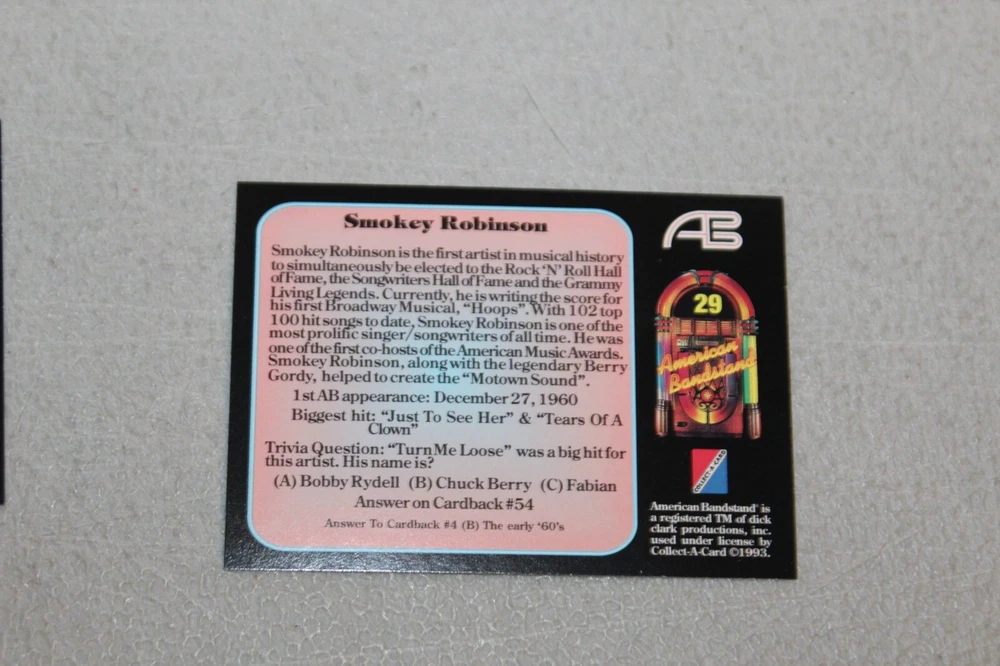 Smokey Robinson
Smokey Robinson is the first artist in musical history
to simultaneously be elected to the Rock ‘N’ Roll Hall
of Fame, the Songwriters Hall of Fame and the Grammy
Living Legends. Currently, he is writing the score for
his first Broadway Musical, “Hoops”. With 102 top
100 hit songs to date, Smokey Robinson is one of the
most prolific singer/songwriters of all time. He was
one of the first co-hosts of the American Music Awards.
Smokey Robinson, along with the legendary Berry
Gordy, helped to create the “Motown Sound”.
1st AB appearance: December 27, 1960
Biggest hit: “Just To See Her” & “Tears Of A
Clown”
Trivia Question: “Turn Me Loose” was a big hit for
this artist. His name is?
(A) Bobby Rydell (B) Chuck Berry (C) Fabian
Answer on Cardback #54
Answer To Cardback #4 (B) The early ‘60’s
AB
29
American
Bandstand
COLLECT-A-CARD
American Bandstand® is
a registered TM of dick
clark productions, inc.
used under license by
Collect-A-Card ©1993.